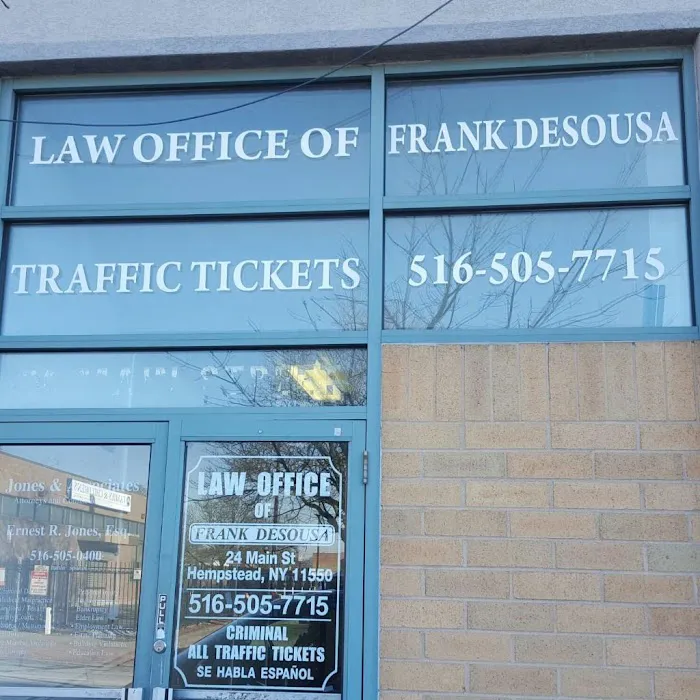 LAW OFFICE OF FRANK DESOUSA
TRAFFIC TICKETS 516-505-7715
Jones & Associates
Ernest R. Jones, Esq.
516-505-0400
LAW OFFICE
OF
FRANK DESOUSA
24 Main St
Hempstead, NY 11550
516-505-7715
CRIMINAL
ALL TRAFFIC TICKETS
SE HABLA ESPAÑOL
PULL